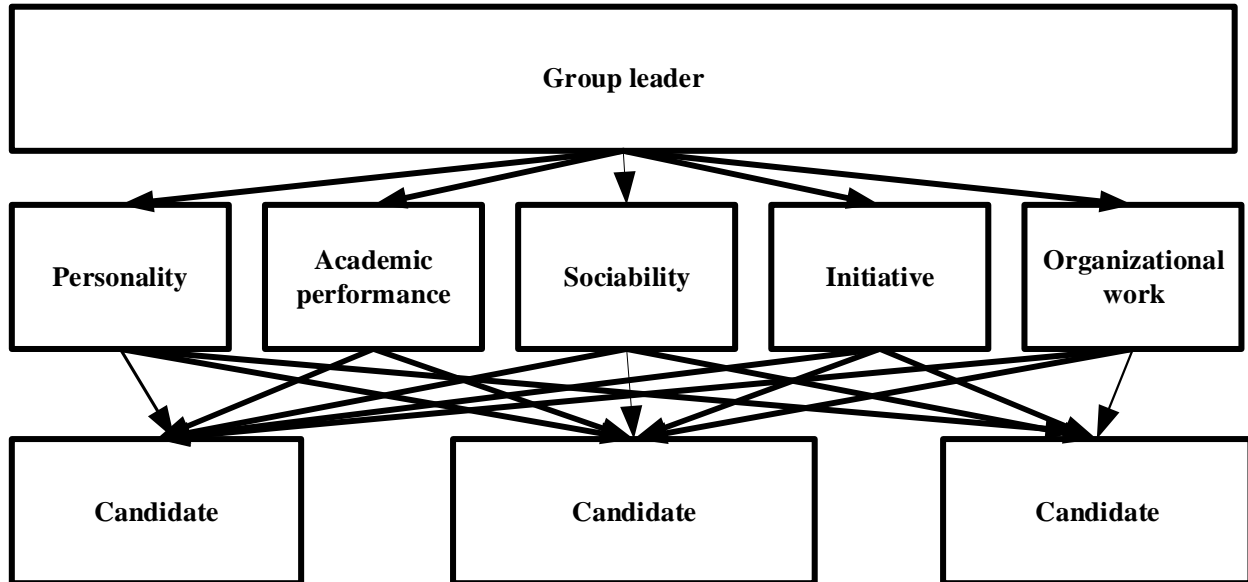 Group leader
Personality
Academic
performance
Sociability
Initiative
Organizational
work
Candidate
Candidate
Candidate